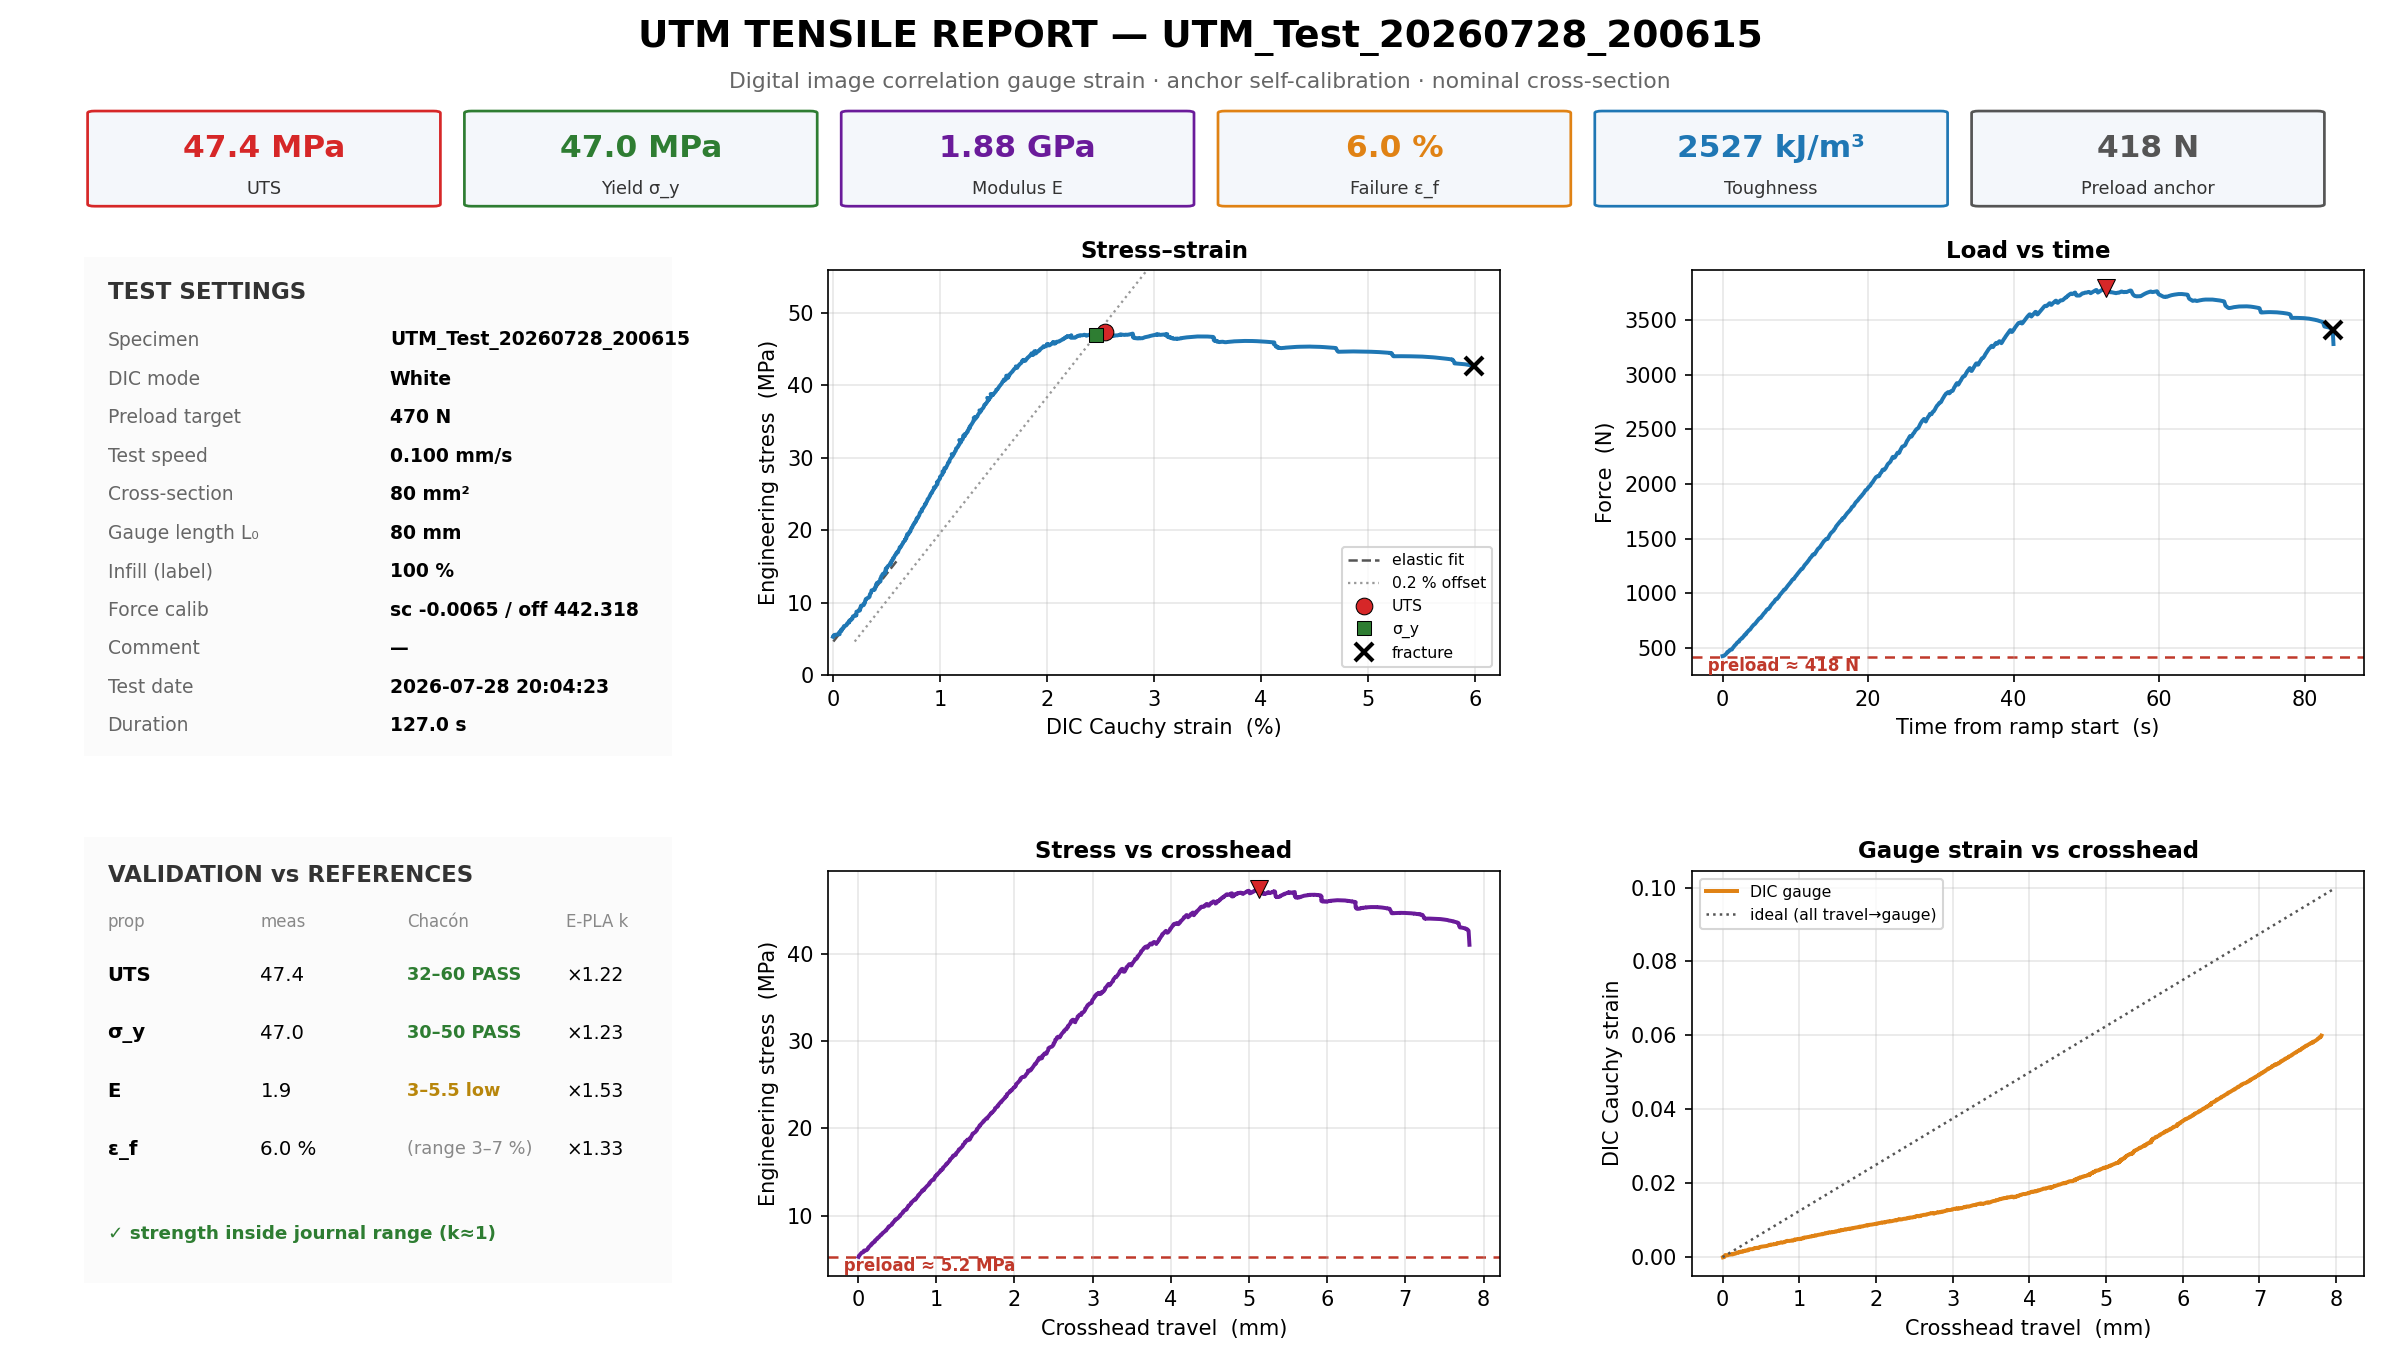 UTM TENSILE REPORT — UTM_Test_20260728_200615
Digital image correlation gauge strain · anchor self-calibration · nominal cross-section
47.4 MPa
UTS
47.0 MPa
Yield σ_y
1.88 GPa
Modulus E
6.0 %
Failure ε_f
2527 kJ/m³
Toughness
418 N
Preload anchor
TEST SETTINGS
Specimen UTM_Test_20260728_200615
DIC mode White
Preload target 470 N
Test speed 0.100 mm/s
Cross-section 80 mm²
Gauge length L₀ 80 mm
Infill (label) 100 %
Force calib sc -0.0065 / off 442.318
Comment —
Test date 2026-07-28 20:04:23
Duration 127.0 s
Stress–strain
Engineering stress (MPa)
50
40
30
20
10
0
0 1 2 3 4 5 6
DIC Cauchy strain (%)
elastic fit
0.2 % offset
UTS
σ_y
fracture
Load vs time
Force (N)
3500
3000
2500
2000
1500
1000
500
preload ≈ 418 N
0 20 40 60 80
Time from ramp start (s)
VALIDATION vs REFERENCES
prop meas Chacón E-PLA k
UTS 47.4 32–60 PASS ×1.22
σ_y 47.0 30–50 PASS ×1.23
E 1.9 3–5.5 low ×1.53
ε_f 6.0 % (range 3–7 %) ×1.33
✓ strength inside journal range (k≈1)
Stress vs crosshead
Engineering stress (MPa)
40
30
20
10
preload ≈ 5.2 MPa
0 1 2 3 4 5 6 7 8
Crosshead travel (mm)
Gauge strain vs crosshead
DIC Cauchy strain
DIC gauge
ideal (all travel→gauge)
0.10
0.08
0.06
0.04
0.02
0.00
0 1 2 3 4 5 6 7 8
Crosshead travel (mm)